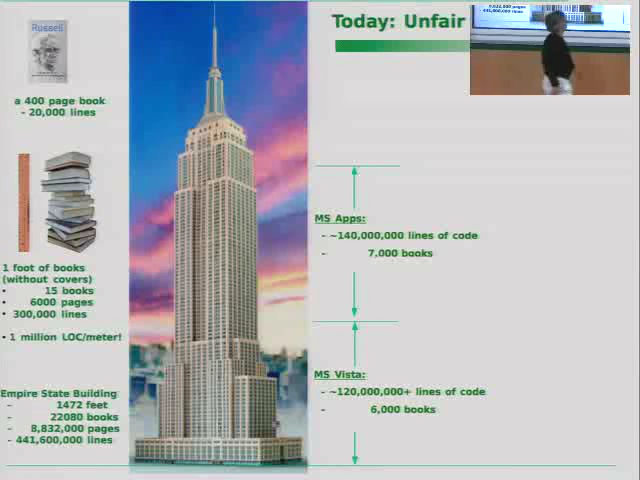 Today: Unfair
Russell
a 400 page book
- 20,000 lines
1 foot of books
(without covers)
• 15 books
• 6000 pages
• 300,000 lines
• 1 million LOC/meter!
Empire State Building
- 1472 feet
- 22080 books
- 8,832,000 pages
- 441,600,000 lines
MS Apps:
- ~140,000,000 lines of code
- 7,000 books
MS Vista:
- ~120,000,000+ lines of code
- 6,000 books